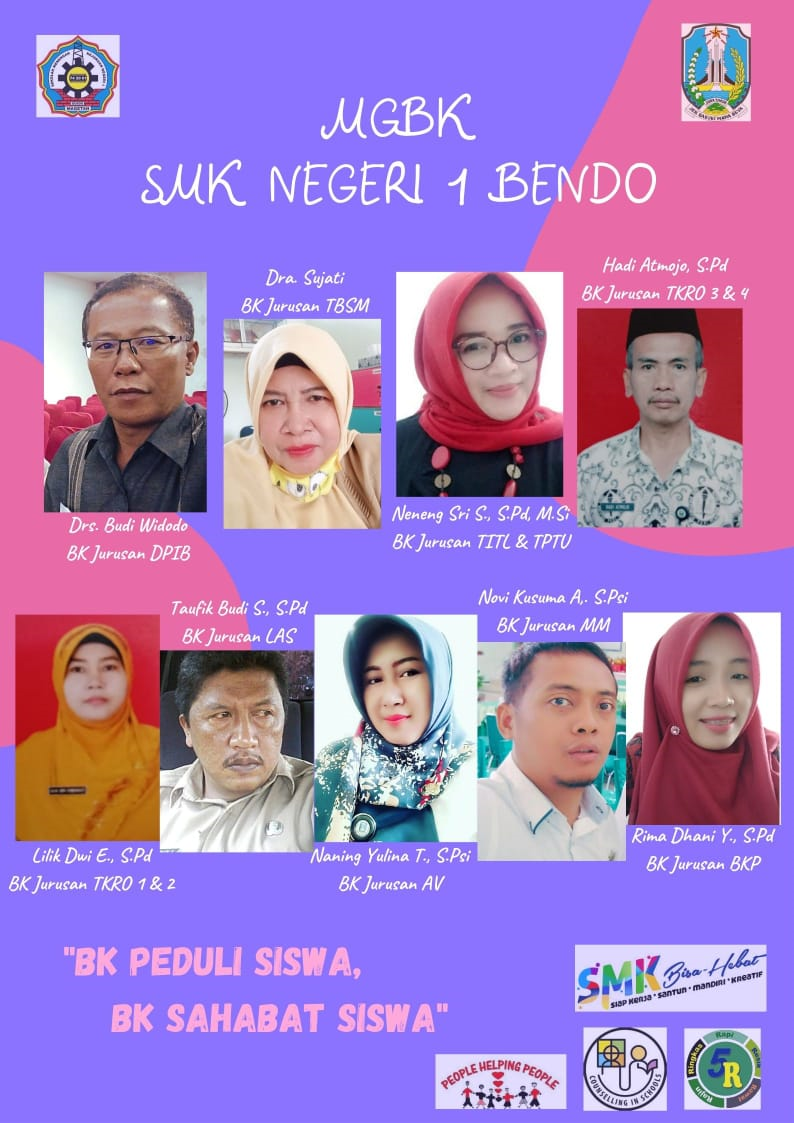 MGBK
SMK NEGERI 1 BENDO
Dra. Sujati
BK Jurusan TBSM
Hadi Atmojo, S.Pd
BK Jurusan TKRO 3 & 4
Drs. Budi Widodo
BK Jurusan DPIB
Neneng Sri S., S.Pd, M.Si
BK Jurusan TITL & TPTU
Taufik Budi S., S.Pd
BK Jurusan LAS
Novi Kusuma A,. S.Psi
BK Jurusan MM
Lilik Dwi E., S.Pd
BK Jurusan TKRO 1 & 2
Naning Yulina T., S.Psi
BK Jurusan AV
Rima Dhani Y., S.Pd
BK Jurusan BKP
"BK PEDULI SISWA,
BK SAHABAT SISWA"
SMK Bisa-Hebat
SIAP KERJA • SANTUN • MANDIRI • KREATIF
PEOPLE HELPING PEOPLE
COUNSELLING IN SCHOOLS
5R
Ringkas
Rapi
Resik
Rawat
Rajin